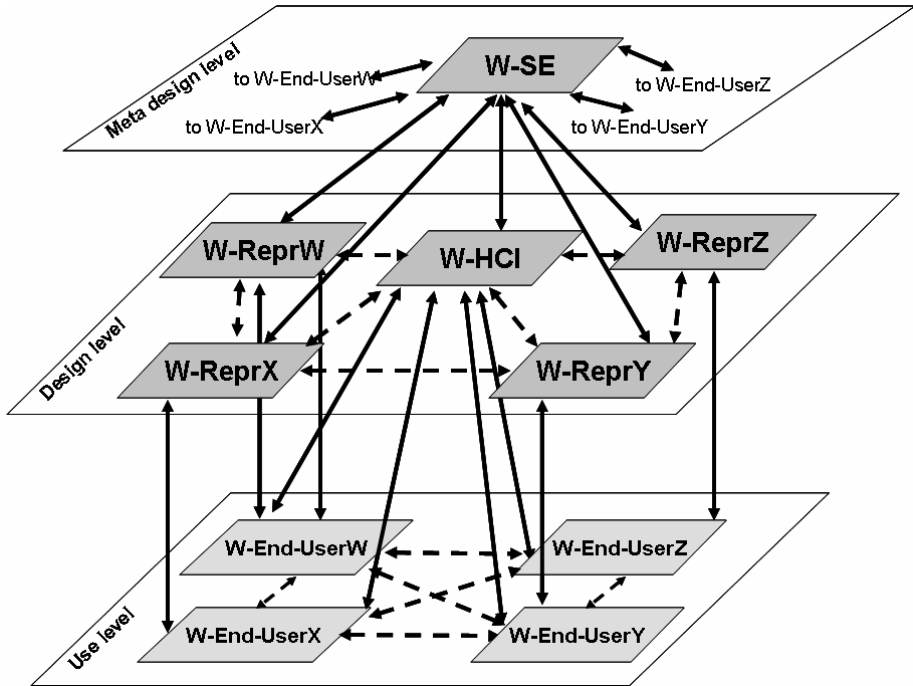 Meta design level
W-SE
to W-End-UserW
to W-End-UserZ
to W-End-UserX
to W-End-UserY
Design level
W-ReprW
W-HCI
W-ReprZ
W-ReprX
W-ReprY
Use level
W-End-UserW
W-End-UserZ
W-End-UserX
W-End-UserY